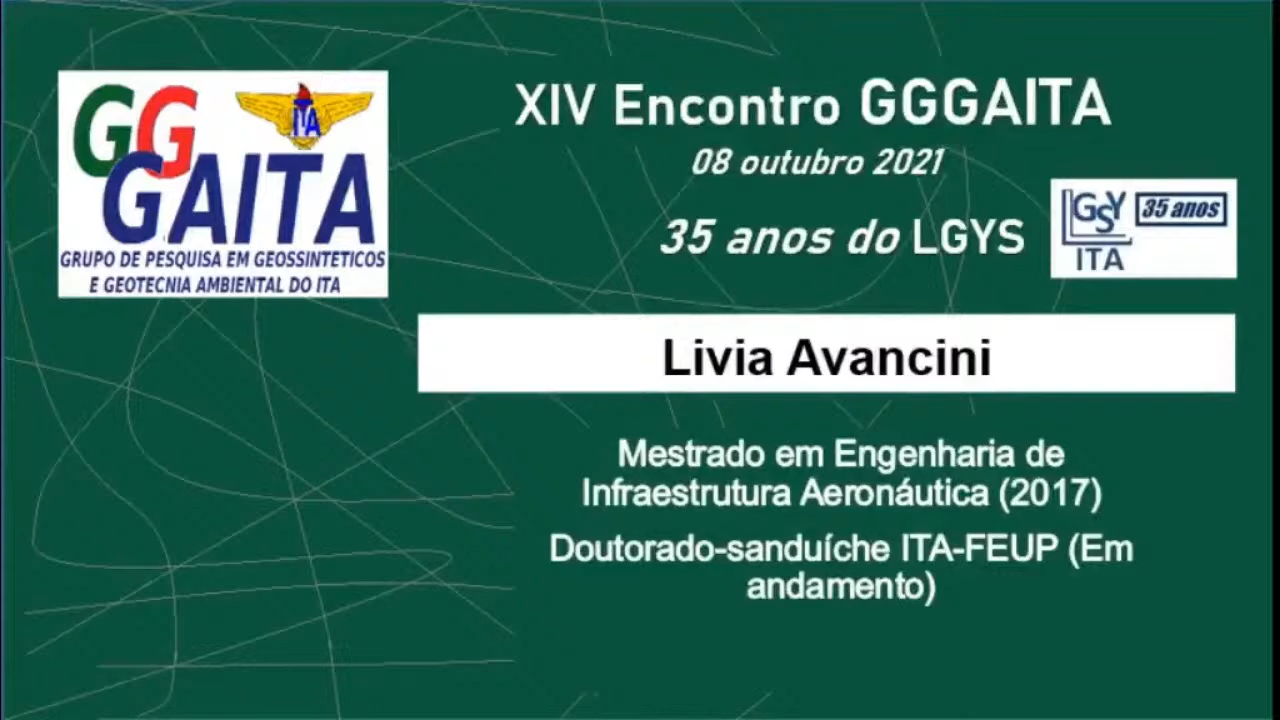 GG
GAITA
ITA
GRUPO DE PESQUISA EM GEOSSINTETICOS
E GEOTECNIA AMBIENTAL DO ITA
XIV Encontro GGGAITA
08 outubro 2021
35 anos do LGYS
LGSY
35 anos
ITA
Livia Avancini
Mestrado em Engenharia de
Infraestrutura Aeronáutica (2017)
Doutorado-sanduíche ITA-FEUP (Em
andamento)